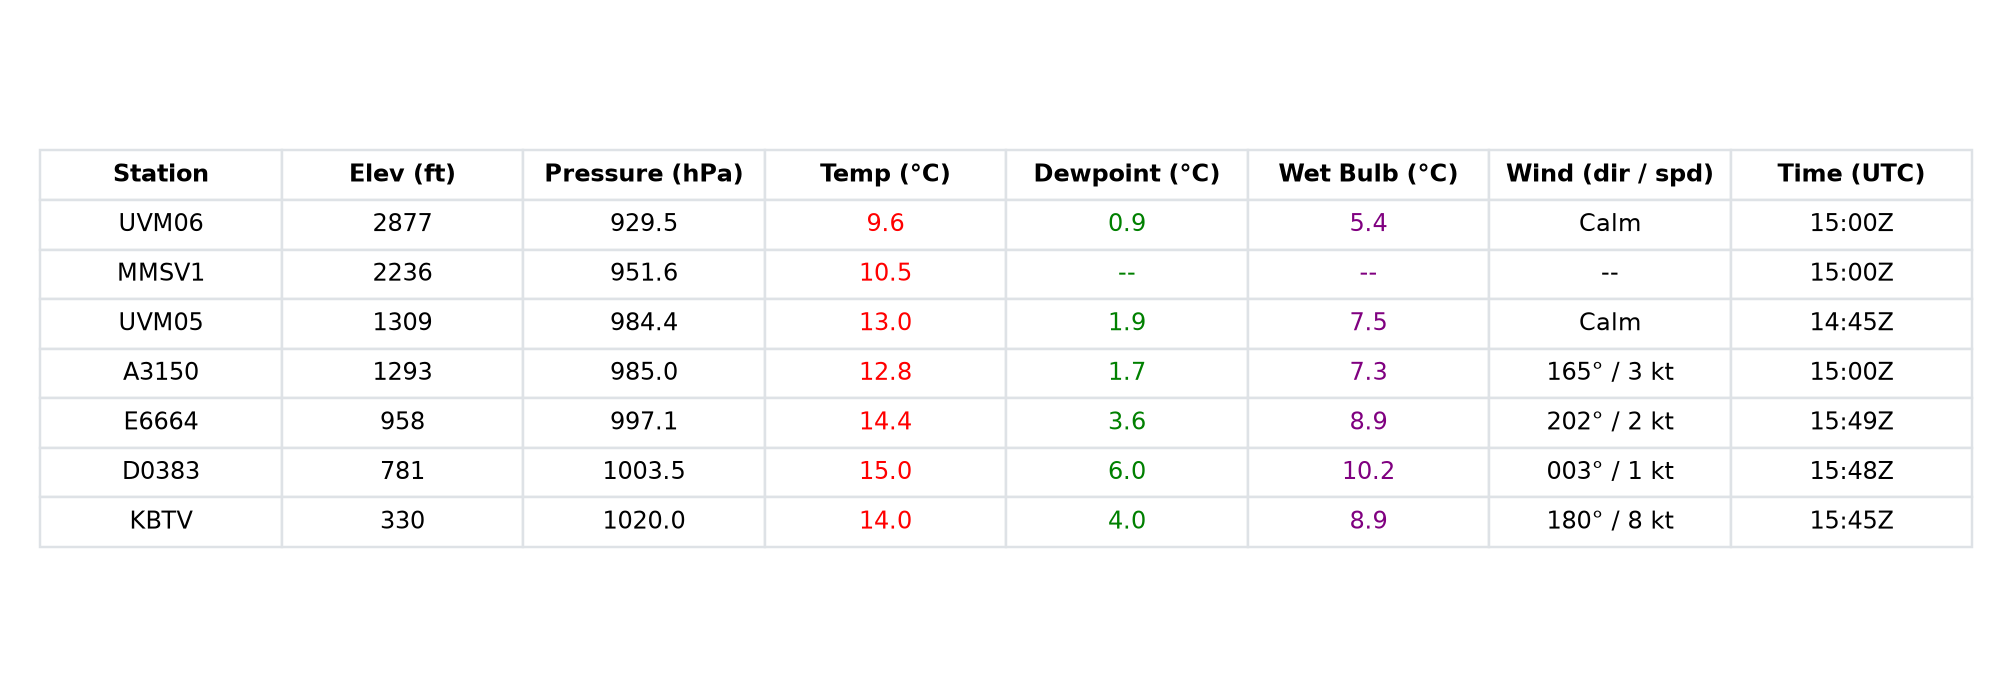 Station Elev (ft) Pressure (hPa) Temp (°C) Dewpoint (°C) Wet Bulb (°C) Wind (dir / spd) Time (UTC)
UVM06 2877 929.5 9.6 0.9 5.4 Calm 15:00Z
MMSV1 2236 951.6 10.5 -- -- -- 15:00Z
UVM05 1309 984.4 13.0 1.9 7.5 Calm 14:45Z
A3150 1293 985.0 12.8 1.7 7.3 165° / 3 kt 15:00Z
E6664 958 997.1 14.4 3.6 8.9 202° / 2 kt 15:49Z
D0383 781 1003.5 15.0 6.0 10.2 003° / 1 kt 15:48Z
KBTV 330 1020.0 14.0 4.0 8.9 180° / 8 kt 15:45Z